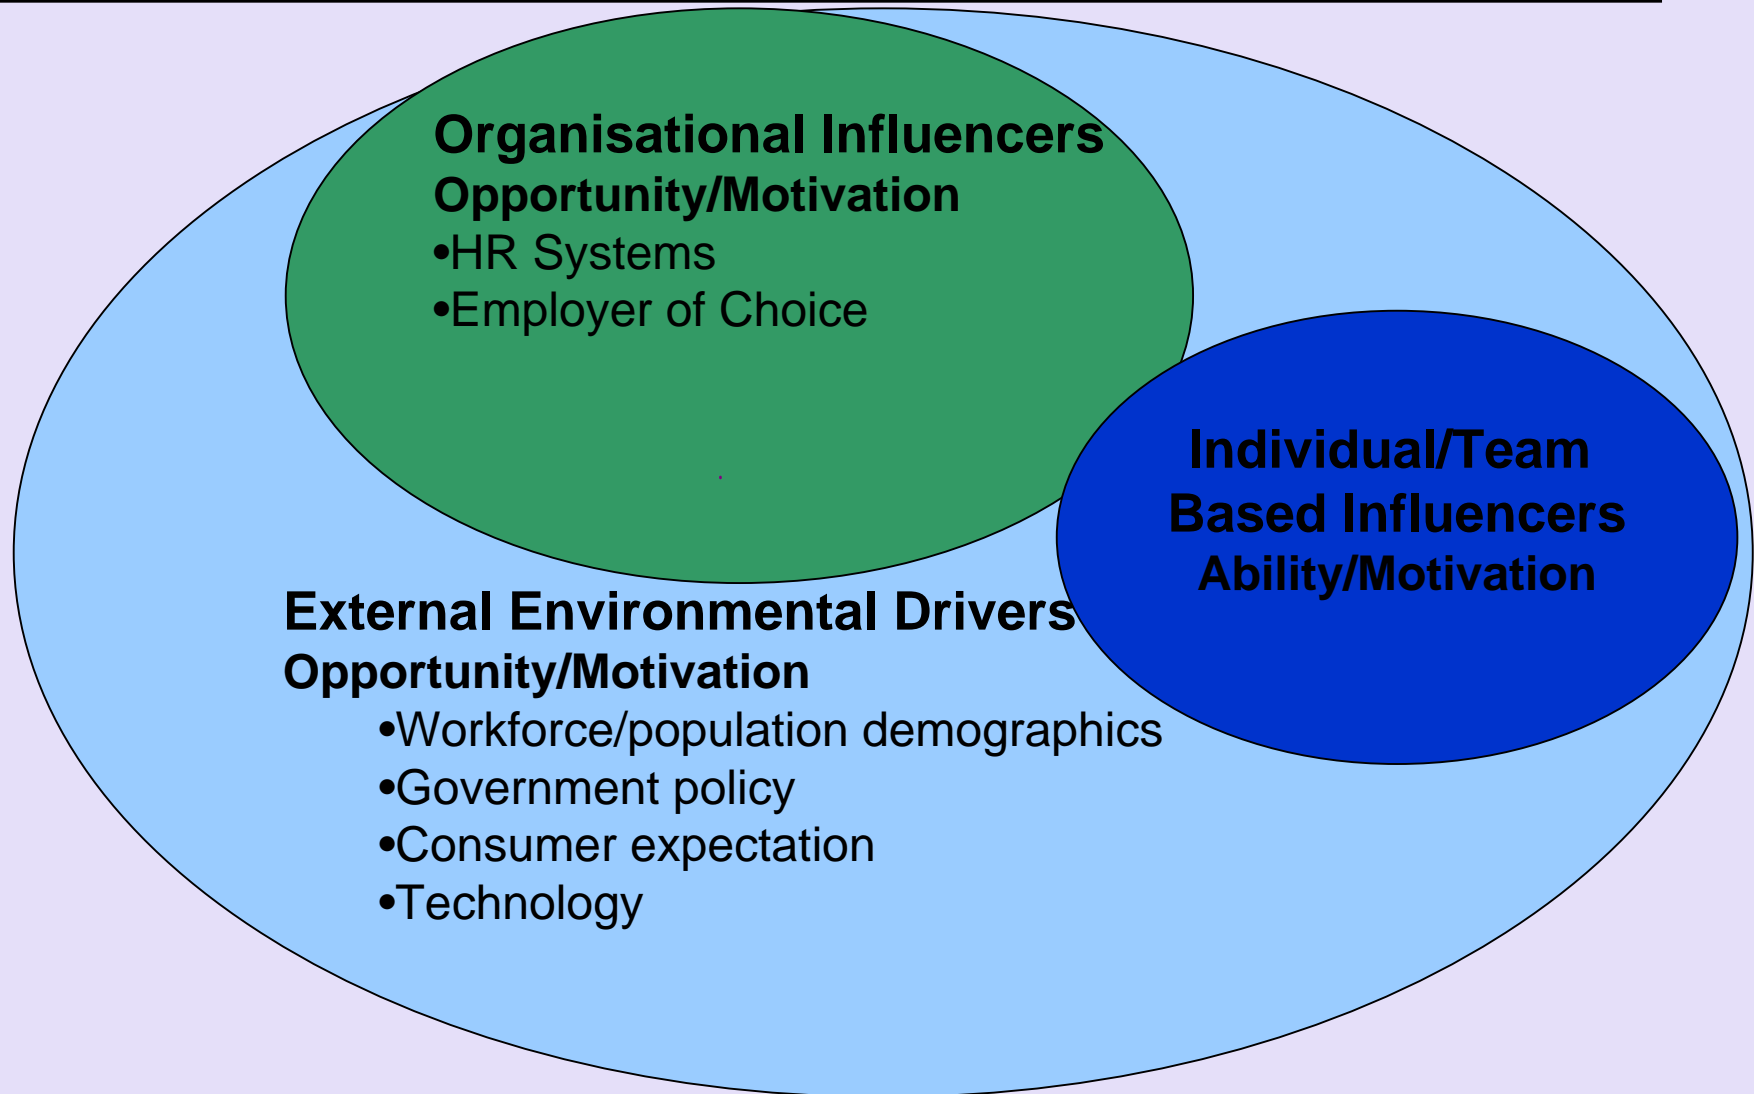 Organisational Influencers
Opportunity/Motivation
•HR Systems
•Employer of Choice
Individual/Team
Based Influencers
Ability/Motivation
External Environmental Drivers
Opportunity/Motivation
•Workforce/population demographics
•Government policy
•Consumer expectation
•Technology